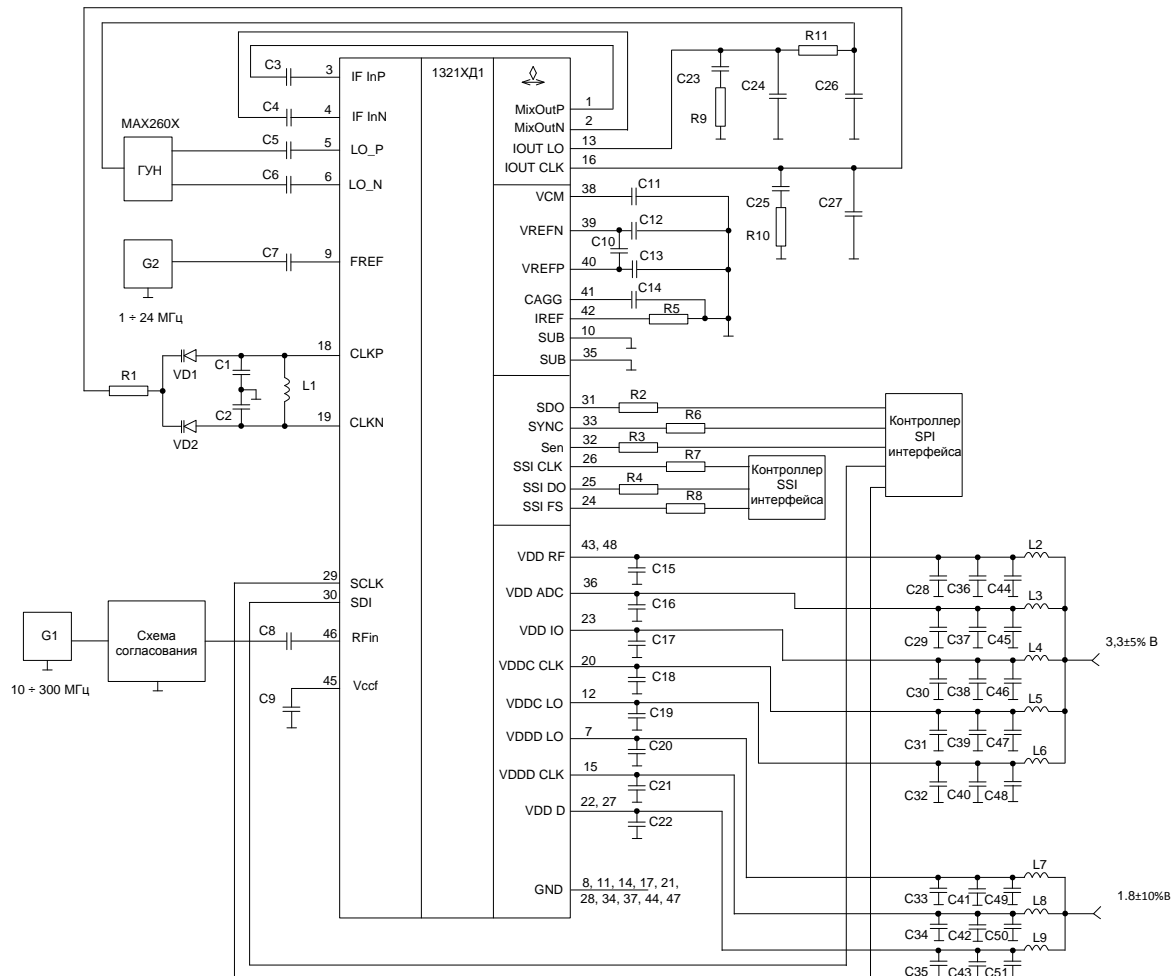 R11
C3
3
IF InP
1321ХД1
C23
C24
C26
1
MixOutP
C4
4
IF InN
2
MixOutN
R9
MAX260X
13
IOUT LO
C5
5
LO_P
16
IOUT CLK
ГУН
C6
6
LO_N
38
VCM
C11
C25
C27
39
VREFN
C12
R10
C10
C7
9
FREF
G2
40
VREFP
C13
41
CAGG
C14
1 ÷ 24 МГц
42
IREF
R5
10
SUB
35
SUB
18
CLKP
C1
VD1
R1
L1
C2
19
CLKN
VD2
31
SDO
R2
33
SYNC
R6
32
Sen
R3
26
SSI CLK
R7
25
SSI DO
R4
24
SSI FS
R8
Контроллер
SPI
интерфейса
Контроллер
SSI
интерфейса
43, 48
VDD RF
C15
L2
C28
C36
C44
36
VDD ADC
C16
L3
C29
C37
C45
23
VDD IO
C17
L4
C30
C38
C46
3,3±5% В
20
VDDC CLK
C18
L5
C31
C39
C47
12
VDDC LO
C19
L6
C32
C40
C48
7
VDDD LO
C20
15
VDDD CLK
C21
22, 27
VDD D
C22
29
SCLK
30
SDI
G1
Схема
согласования
C8
46
RFin
10 ÷ 300 МГц
C9
45
Vccf
GND
8, 11, 14, 17, 21,
28, 34, 37, 44, 47
L7
C33
C41
C49
L8
1.8±10%В
C34
C42
C50
L9
C35
C43
C51